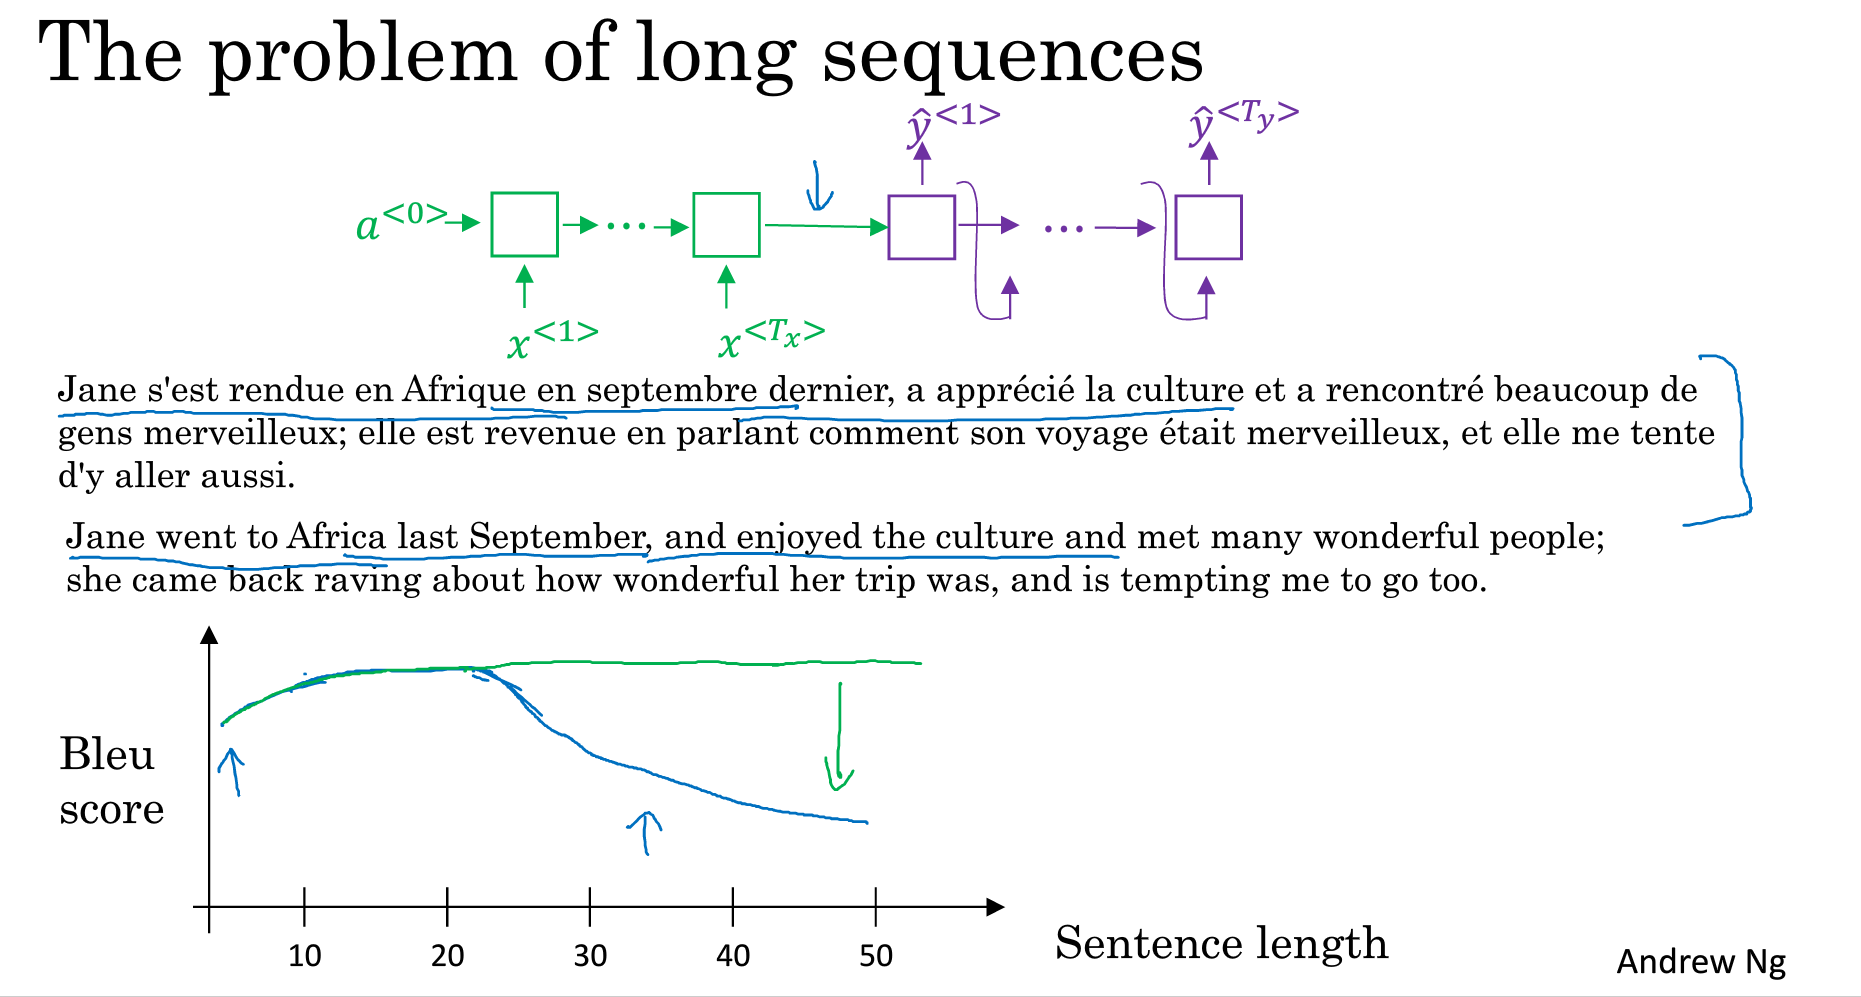 The problem of long sequences
ŷ<1> ŷ<Ty>
a<0> ... ...
x<1> x<Tx>
Jane s'est rendue en Afrique en septembre dernier, a apprécié la culture et a rencontré beaucoup de
gens merveilleux; elle est revenue en parlant comment son voyage était merveilleux, et elle me tente
d'y aller aussi.
Jane went to Africa last September, and enjoyed the culture and met many wonderful people;
she came back raving about how wonderful her trip was, and is tempting me to go too.
Bleu
score
10 20 30 40 50
Sentence length
Andrew Ng